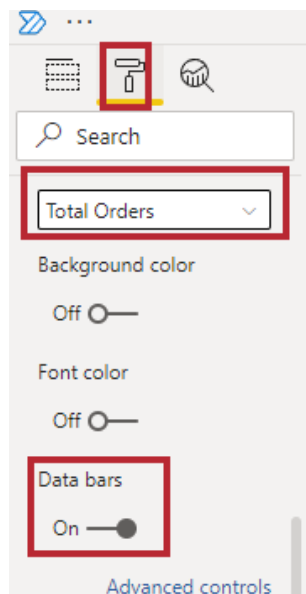 Search
Total Orders
Background color
Off
Font color
Off
Data bars
On
Advanced controls